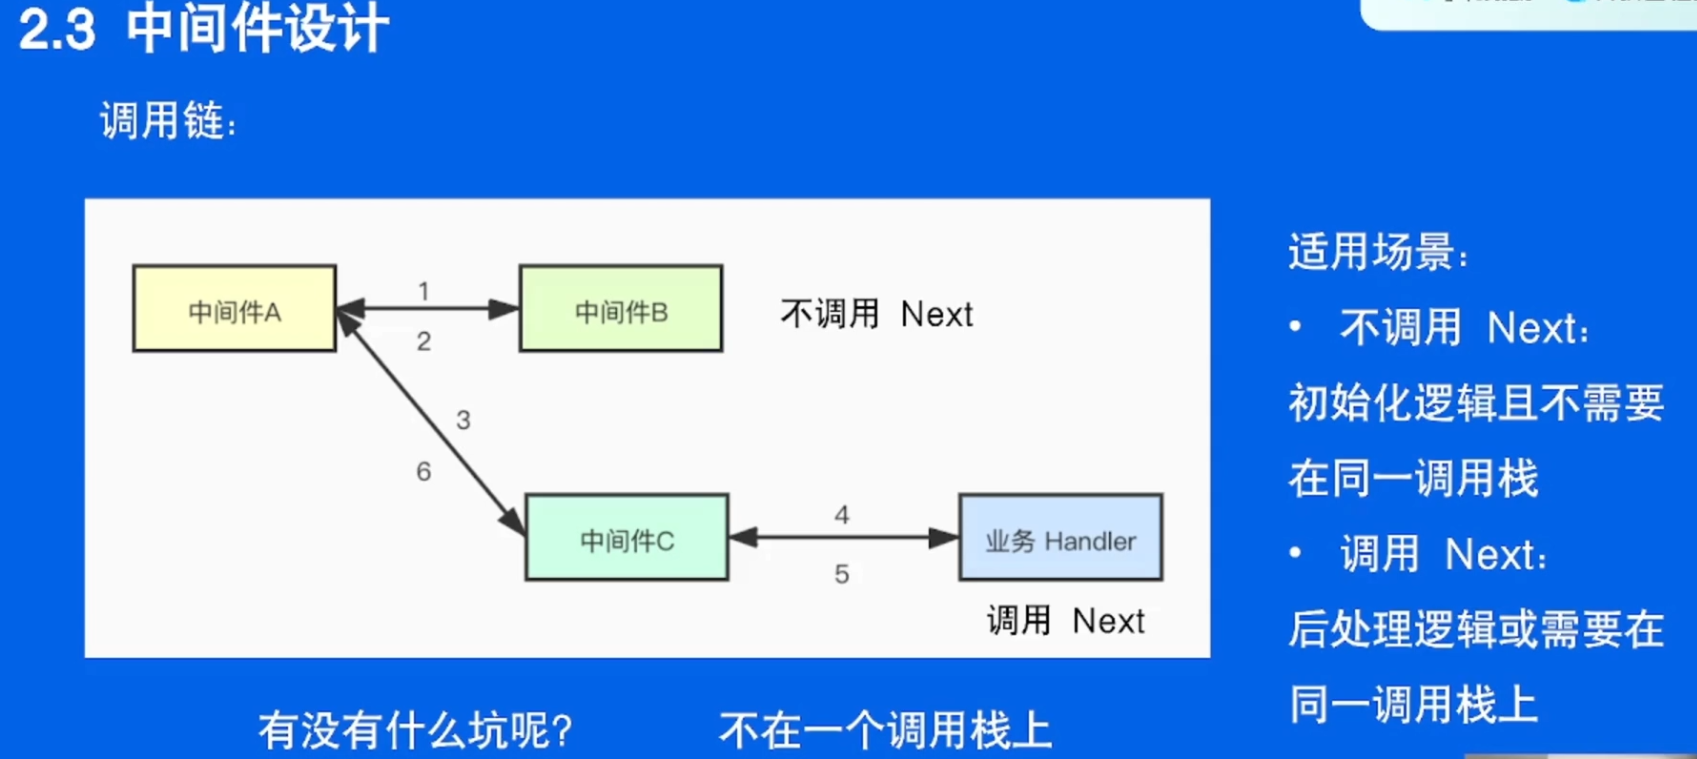 2.3 中间件设计
调用链：
中间件A
1
2
中间件B
不调用 Next
3
6
中间件C
4
5
业务 Handler
调用 Next
适用场景：
• 不调用 Next：
初始化逻辑且不需要
在同一调用栈
• 调用 Next：
后处理逻辑或需要在
同一调用栈上
有没有什么坑呢？
不在一个调用栈上